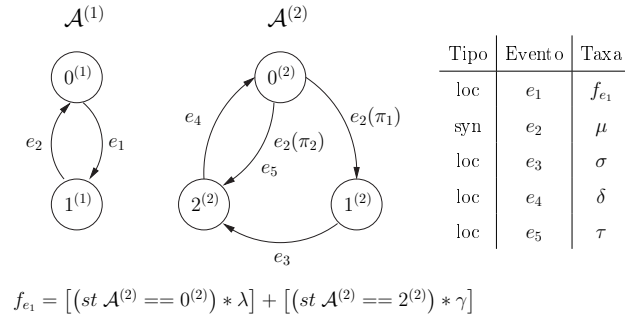 𝒜⁽¹⁾ 𝒜⁽²⁾
0⁽¹⁾ 0⁽²⁾
e₂ e₁ e₄ e₂(π₂) e₅ e₂(π₁)
1⁽¹⁾ 2⁽²⁾ 1⁽²⁾
e₃
Tipo Evento Taxa
loc e₁ f_{e₁}
syn e₂ μ
loc e₃ σ
loc e₄ δ
loc e₅ τ
f_{e₁} = [(st 𝒜⁽²⁾ == 0⁽²⁾) * λ] + [(st 𝒜⁽²⁾ == 2⁽²⁾) * γ]